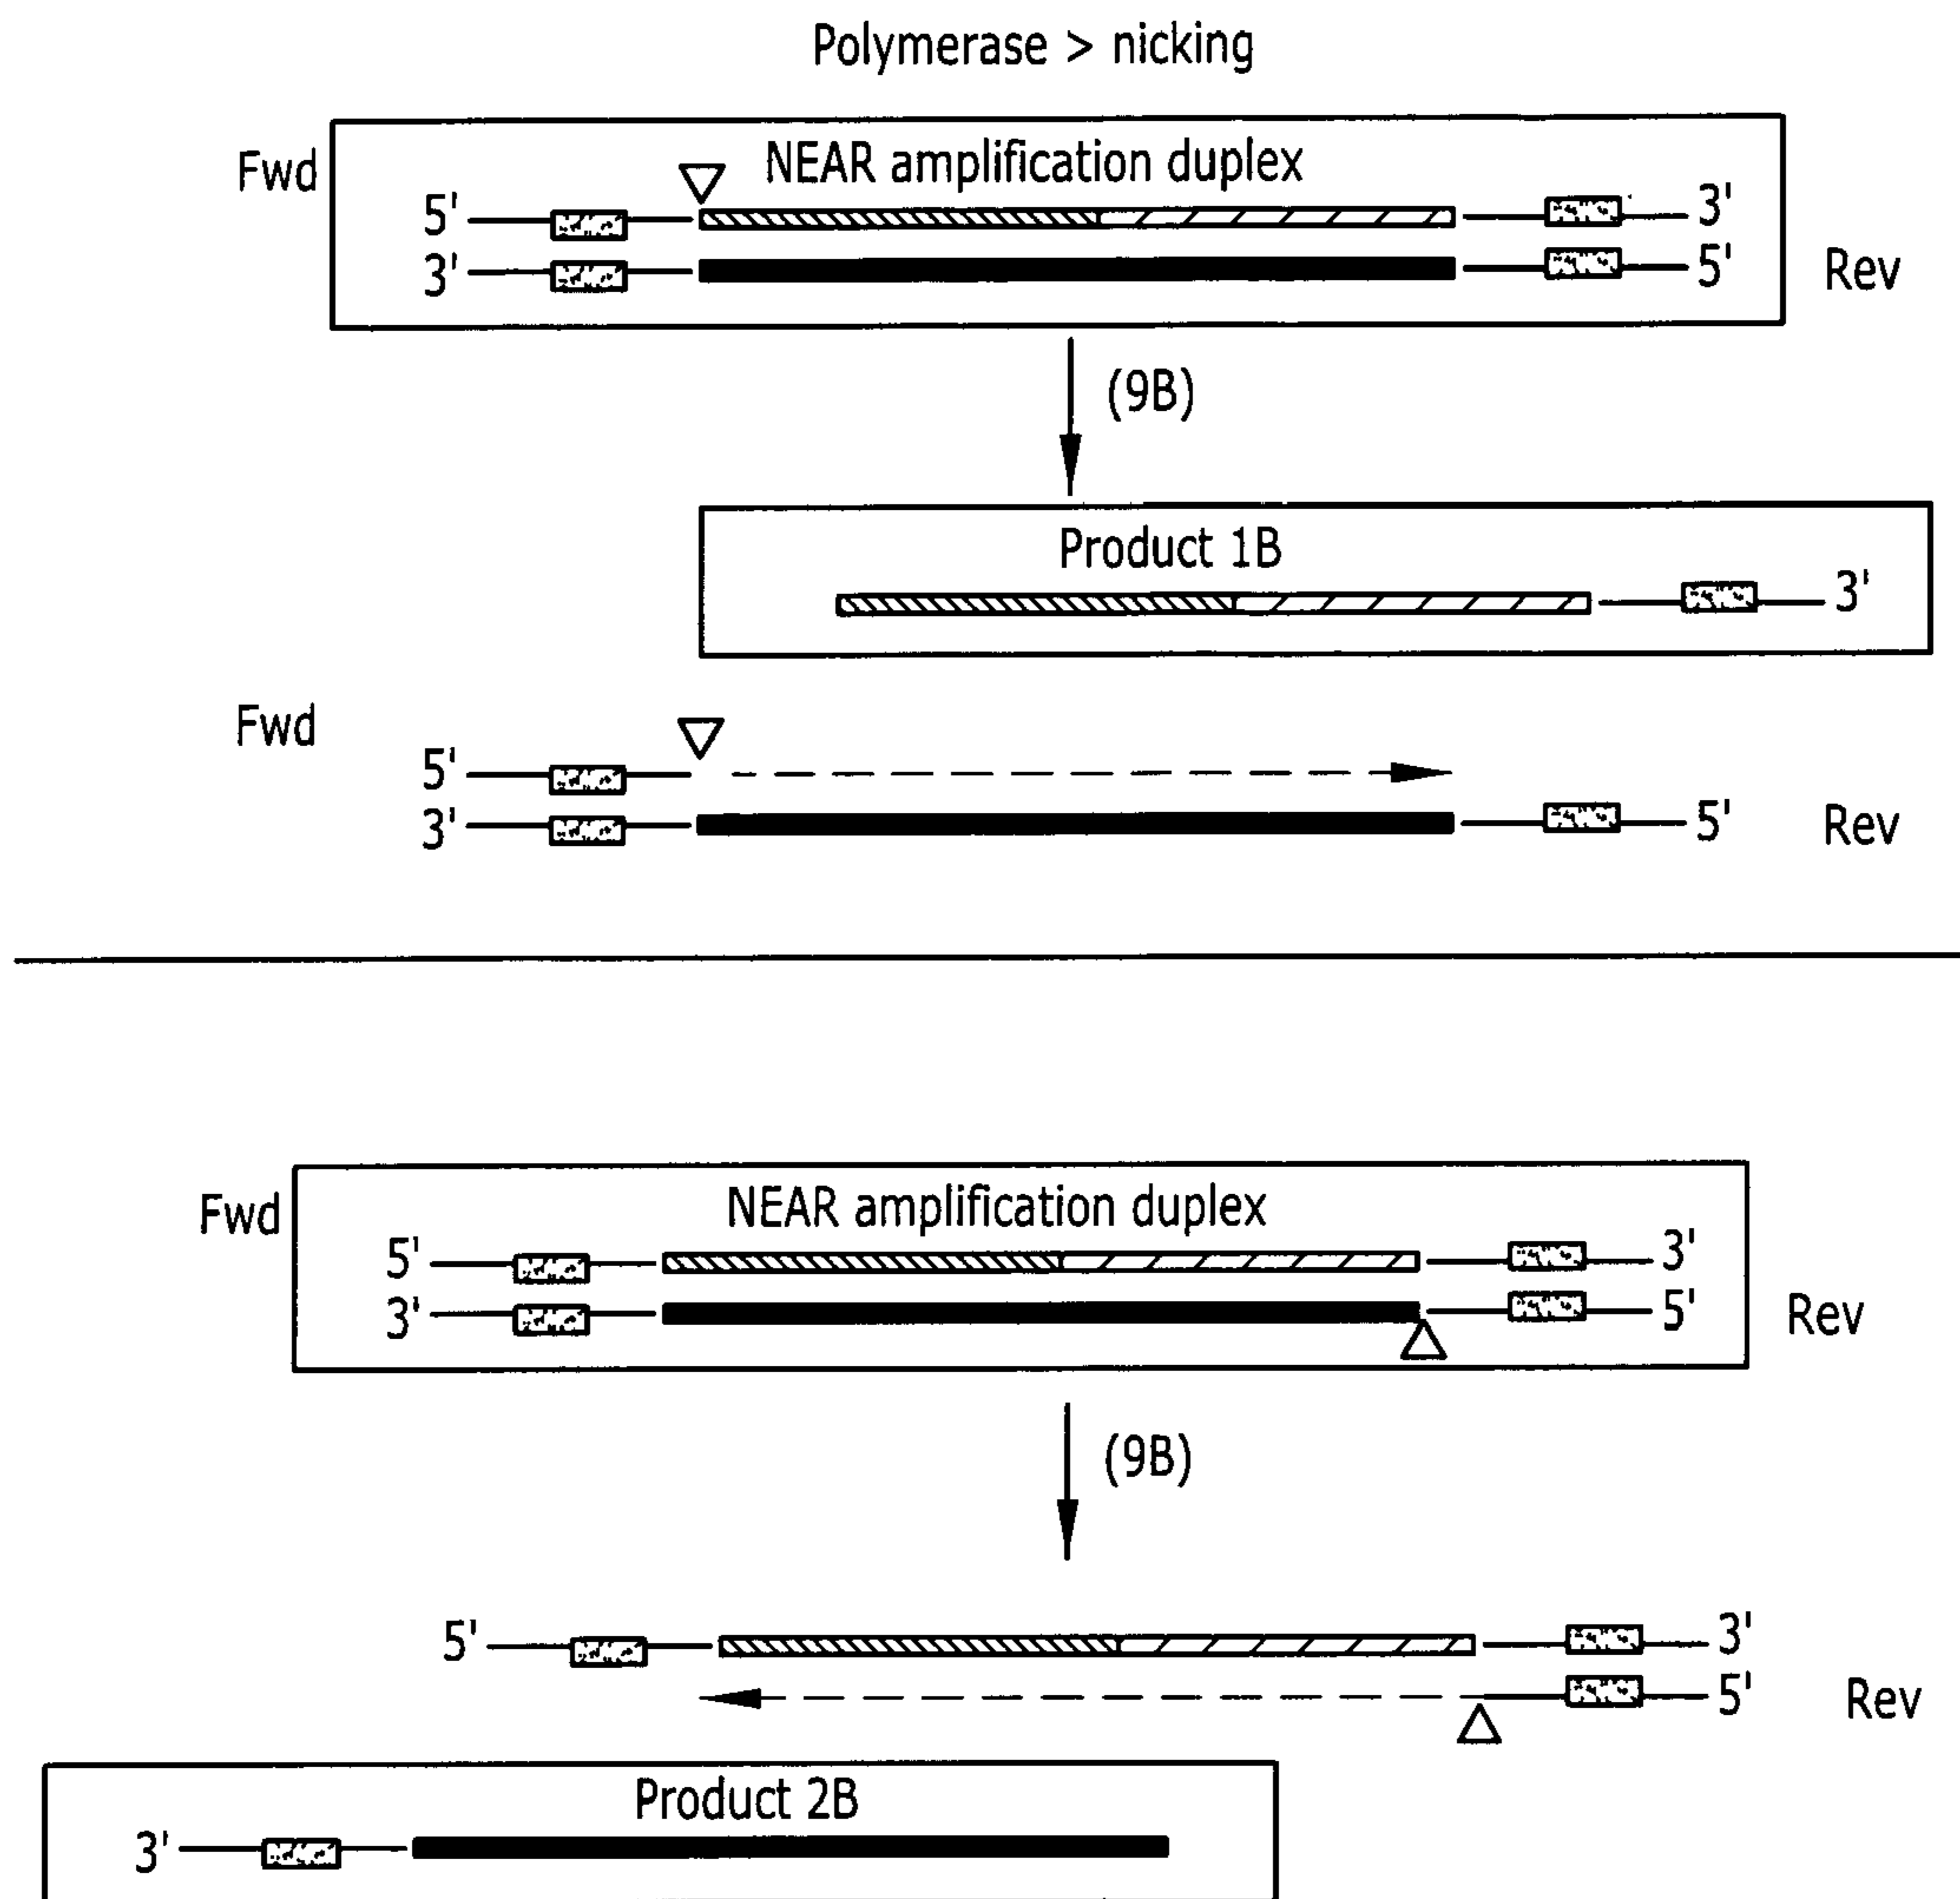 Polymerase > nicking
Fwd
NEAR amplification duplex
5' 3'
3' 5'
Rev
(9B)
Product 1B
3'
Fwd
5'
3' 5'
Rev
NEAR amplification duplex
Fwd
5' 3'
3' 5'
Rev
(9B)
5' 3'
5'
Rev
Product 2B
3'